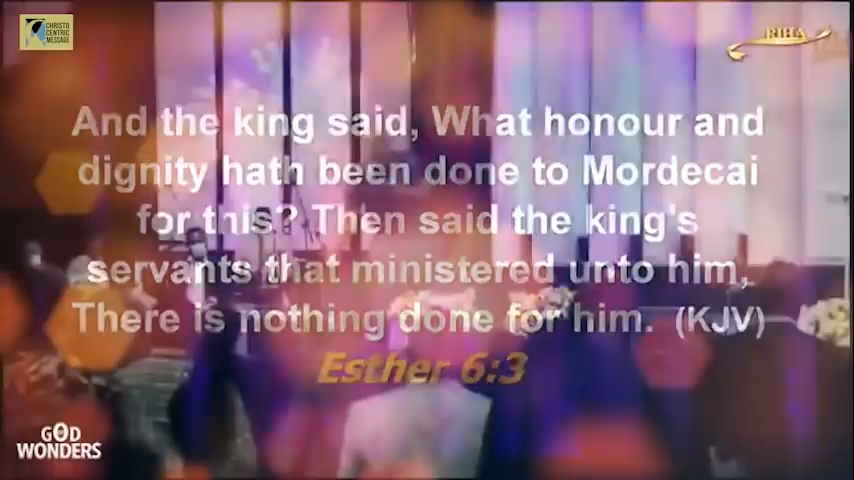 CHRISTO
CENTRIC
MESSAGE
RIHA
And the king said, What honour and
dignity hath been done to Mordecai
for this? Then said the king's
servants that ministered unto him,
There is nothing done for him. (KJV)
Esther 6:3
GOD
WONDERS